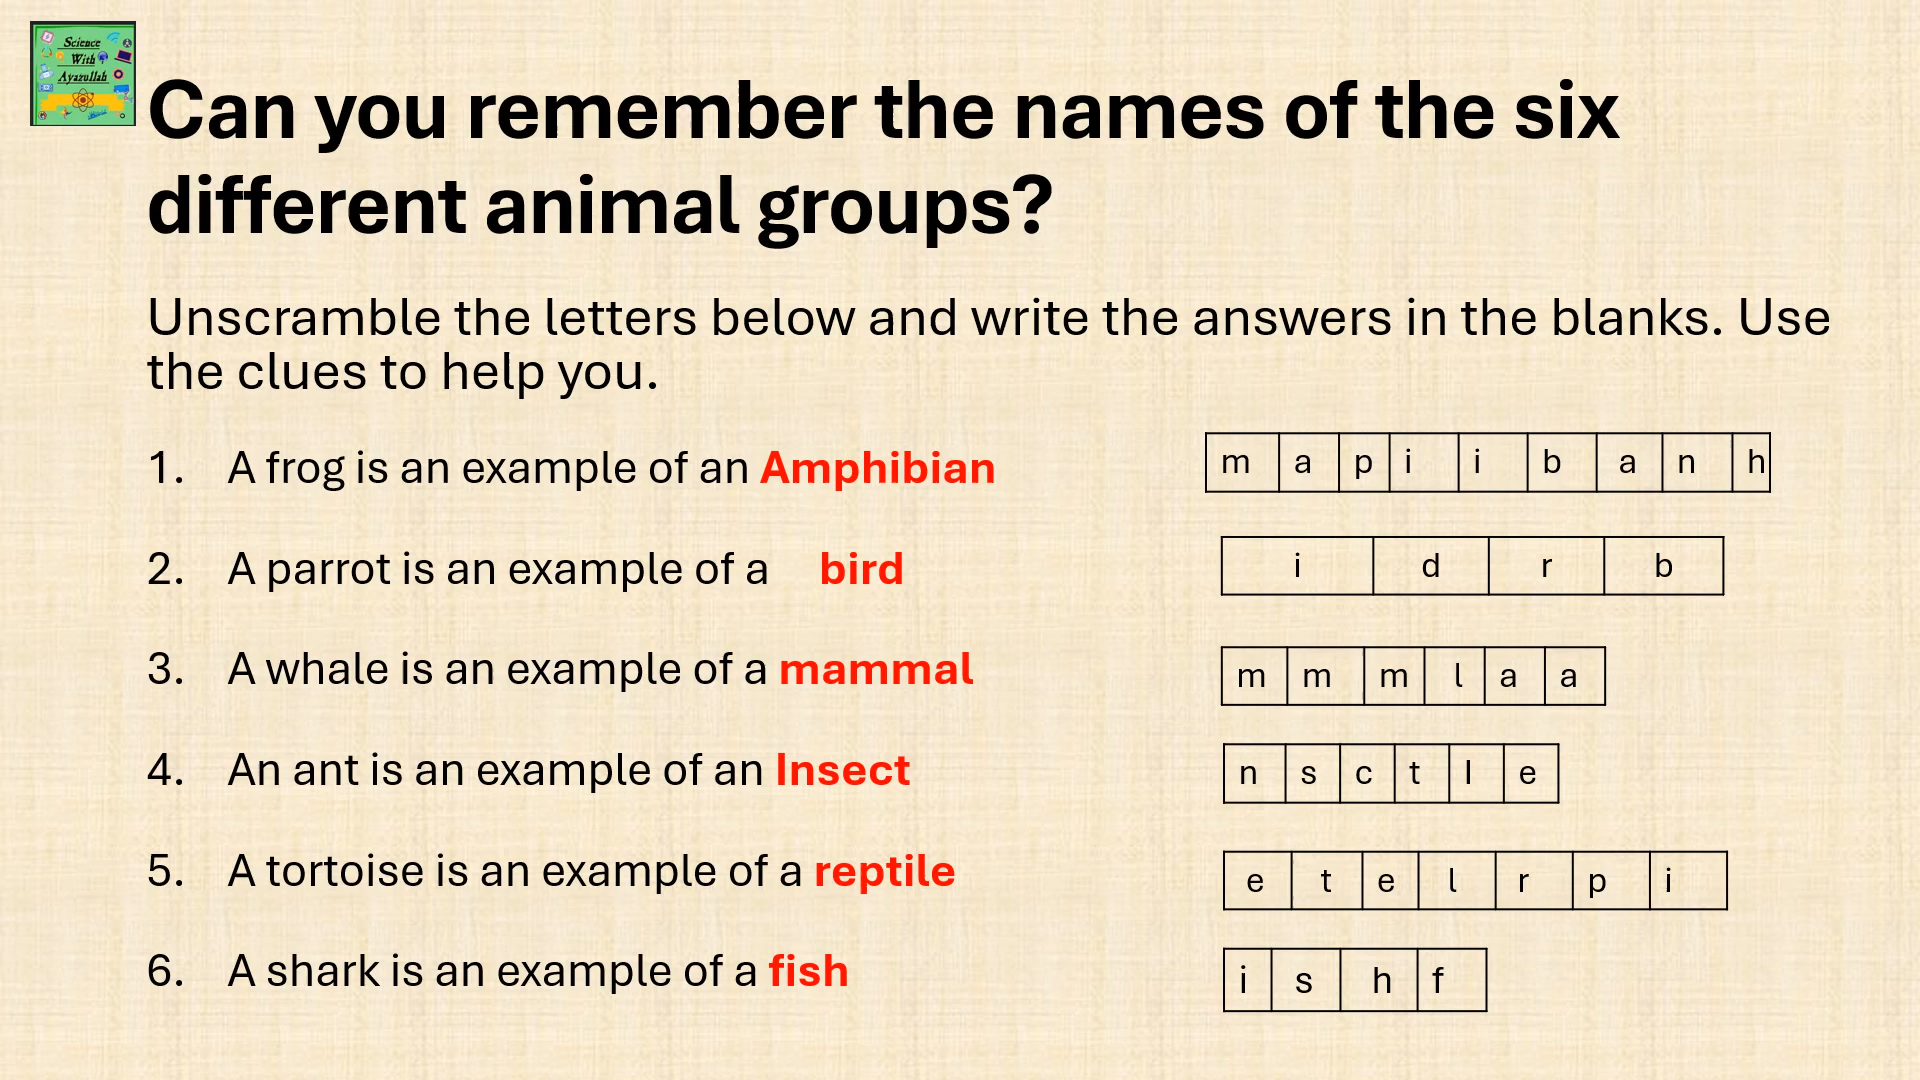 Science
With
Ayazullah
Can you remember the names of the six
different animal groups?
Unscramble the letters below and write the answers in the blanks. Use
the clues to help you.
1. A frog is an example of an Amphibian
m a p i i b a n h
2. A parrot is an example of a bird
i d r b
3. A whale is an example of a mammal
m m m l a a
4. An ant is an example of an Insect
n s c t I e
5. A tortoise is an example of a reptile
e t e l r p i
6. A shark is an example of a fish
i s h f